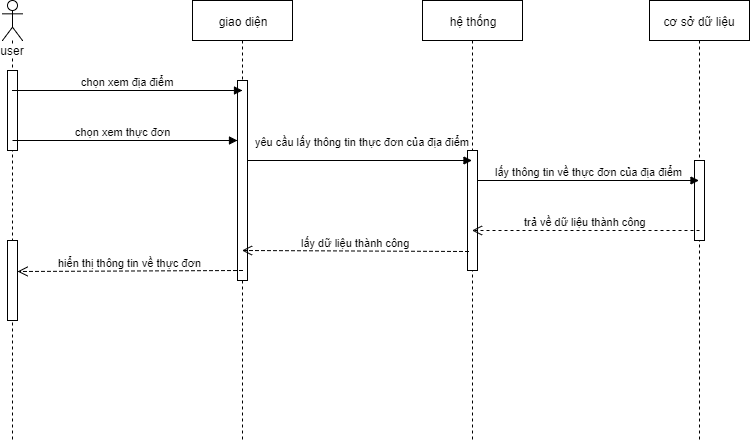 giao diện
hệ thống
cơ sở dữ liệu
user
chọn xem địa điểm
chọn xem thực đơn
yêu cầu lấy thông tin thực đơn của địa điểm
lấy thông tin về thực đơn của địa điểm
trả về dữ liệu thành công
lấy dữ liệu thành công
hiển thị thông tin về thực đơn